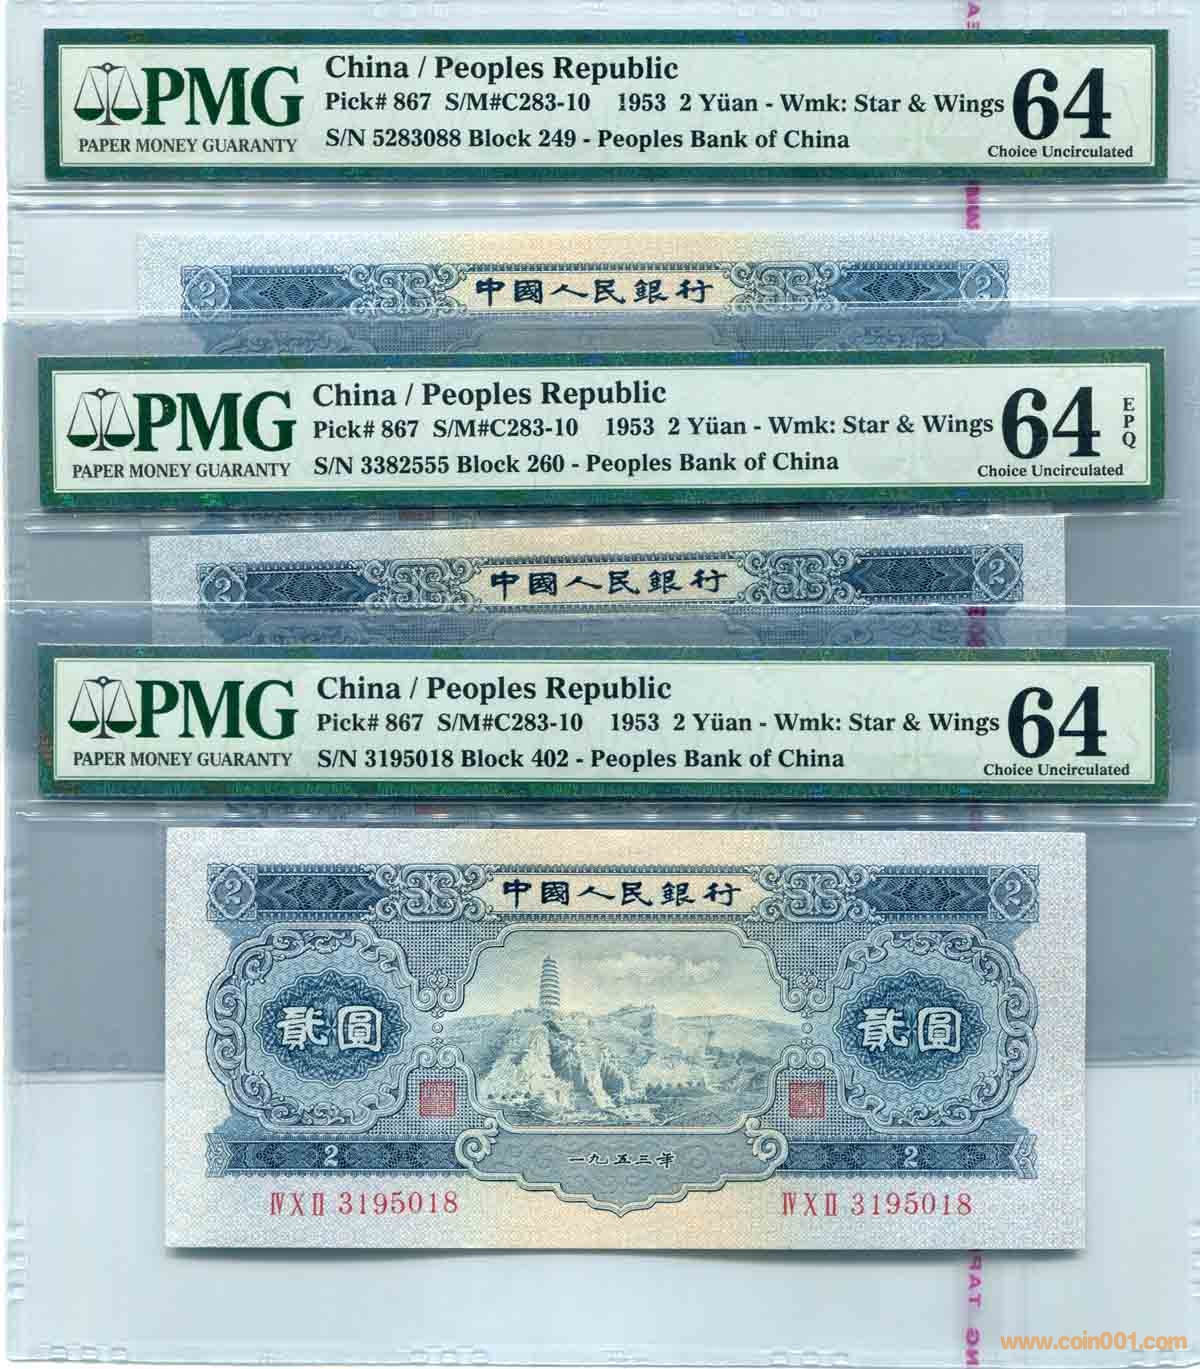 PMG
PAPER MONEY GUARANTY
China / Peoples Republic
Pick# 867 S/M#C283-10 1953 2 Yüan - Wmk: Star & Wings
S/N 5283088 Block 249 - Peoples Bank of China
64
Choice Uncirculated
2 中國人民銀行 2
PMG
PAPER MONEY GUARANTY
China / Peoples Republic
Pick# 867 S/M#C283-10 1953 2 Yüan - Wmk: Star & Wings
S/N 3382555 Block 260 - Peoples Bank of China
64
EPQ
Choice Uncirculated
2 中國人民銀行 2
PMG
PAPER MONEY GUARANTY
China / Peoples Republic
Pick# 867 S/M#C283-10 1953 2 Yüan - Wmk: Star & Wings
S/N 3195018 Block 402 - Peoples Bank of China
64
Choice Uncirculated
2 中國人民銀行 2
貳圓 貳圓
2 一九五三年 2
ⅣⅩⅡ 3195018 ⅣⅩⅡ 3195018
www.coin001.com